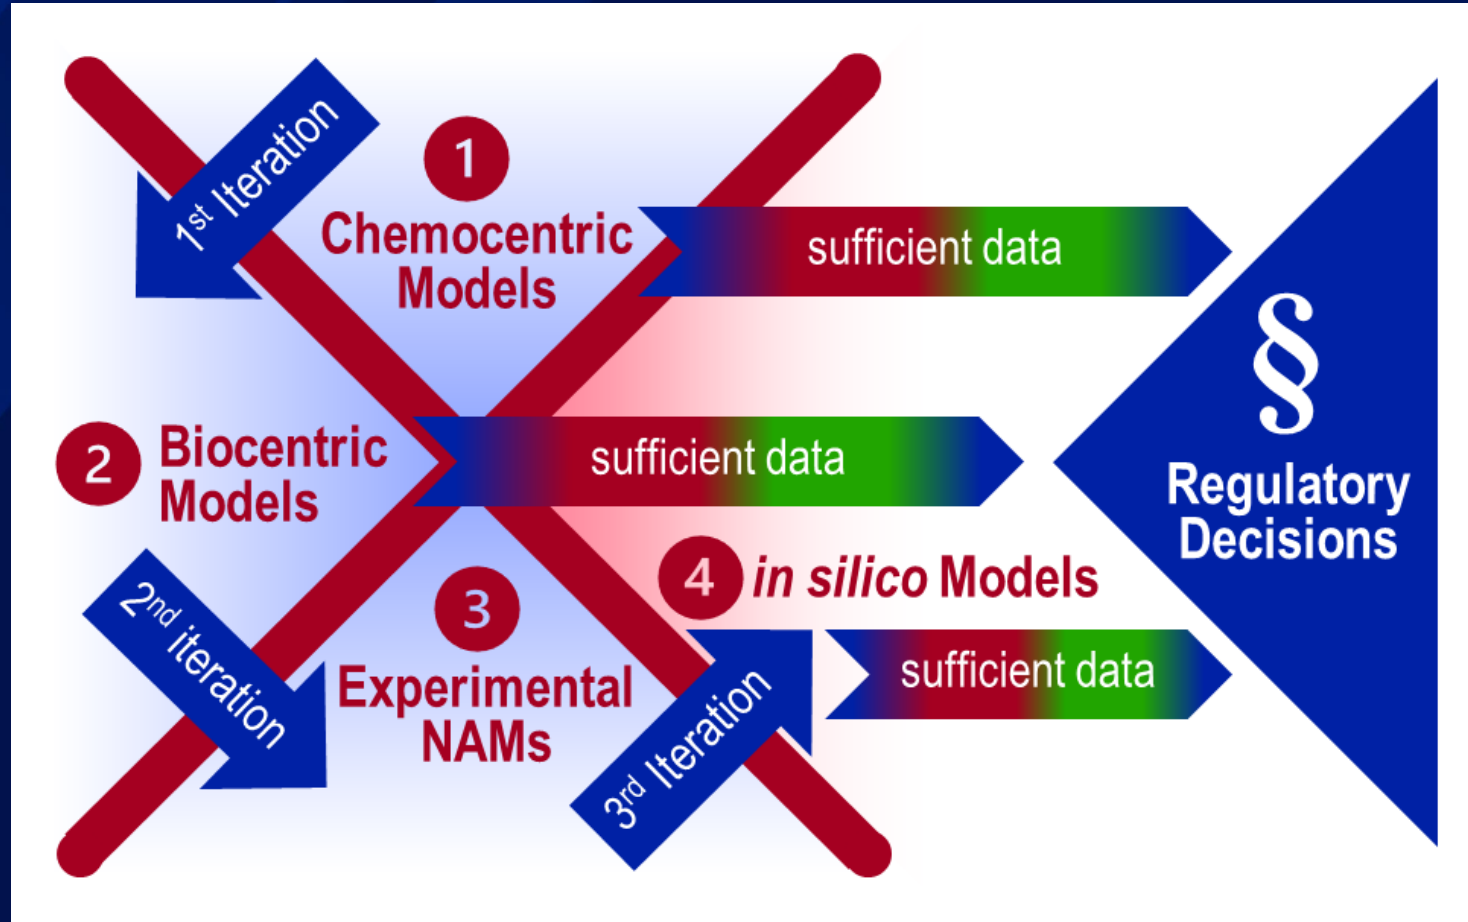 1st Iteration
1
Chemocentric
Models
sufficient data
2
Biocentric
Models
sufficient data
§
Regulatory
Decisions
2nd iteration
3
Experimental
NAMs
4 in silico Models
3rd Iteration
sufficient data